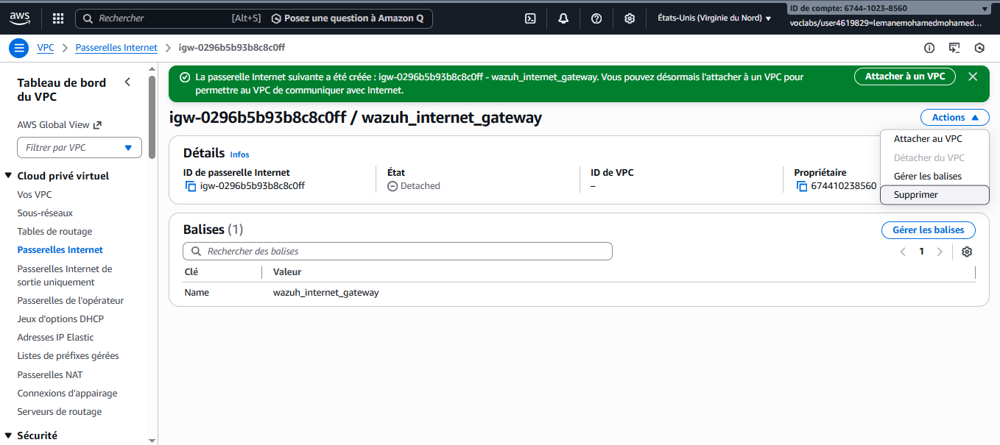 aws
Rechercher
[Alt+S]
Posez une question à Amazon Q
États-Unis (Virginie du Nord)
ID de compte: 6744-1023-8560
voclabs/user4619829=lemanemohamedmohamed...
VPC
Passerelles Internet
igw-0296b5b93b8c8c0ff
Tableau de bord
du VPC
AWS Global View
Filtrer par VPC
Cloud privé virtuel
Vos VPC
Sous-réseaux
Tables de routage
Passerelles Internet
Passerelles Internet de
sortie uniquement
Passerelles de l'opérateur
Jeux d'options DHCP
Adresses IP Elastic
Listes de préfixes gérées
Passerelles NAT
Connexions d'appairage
Serveurs de routage
Sécurité
La passerelle Internet suivante a été créée : igw-0296b5b93b8c8c0ff - wazuh_internet_gateway. Vous pouvez désormais l'attacher à un VPC pour
permettre au VPC de communiquer avec Internet.
Attacher à un VPC
igw-0296b5b93b8c8c0ff / wazuh_internet_gateway
Actions
Attacher au VPC
Détacher du VPC
Gérer les balises
Supprimer
Détails
Infos
ID de passerelle Internet
igw-0296b5b93b8c8c0ff
État
Detached
ID de VPC
–
Propriétaire
674410238560
Balises (1)
Gérer les balises
Rechercher des balises
1
Clé
Valeur
Name
wazuh_internet_gateway